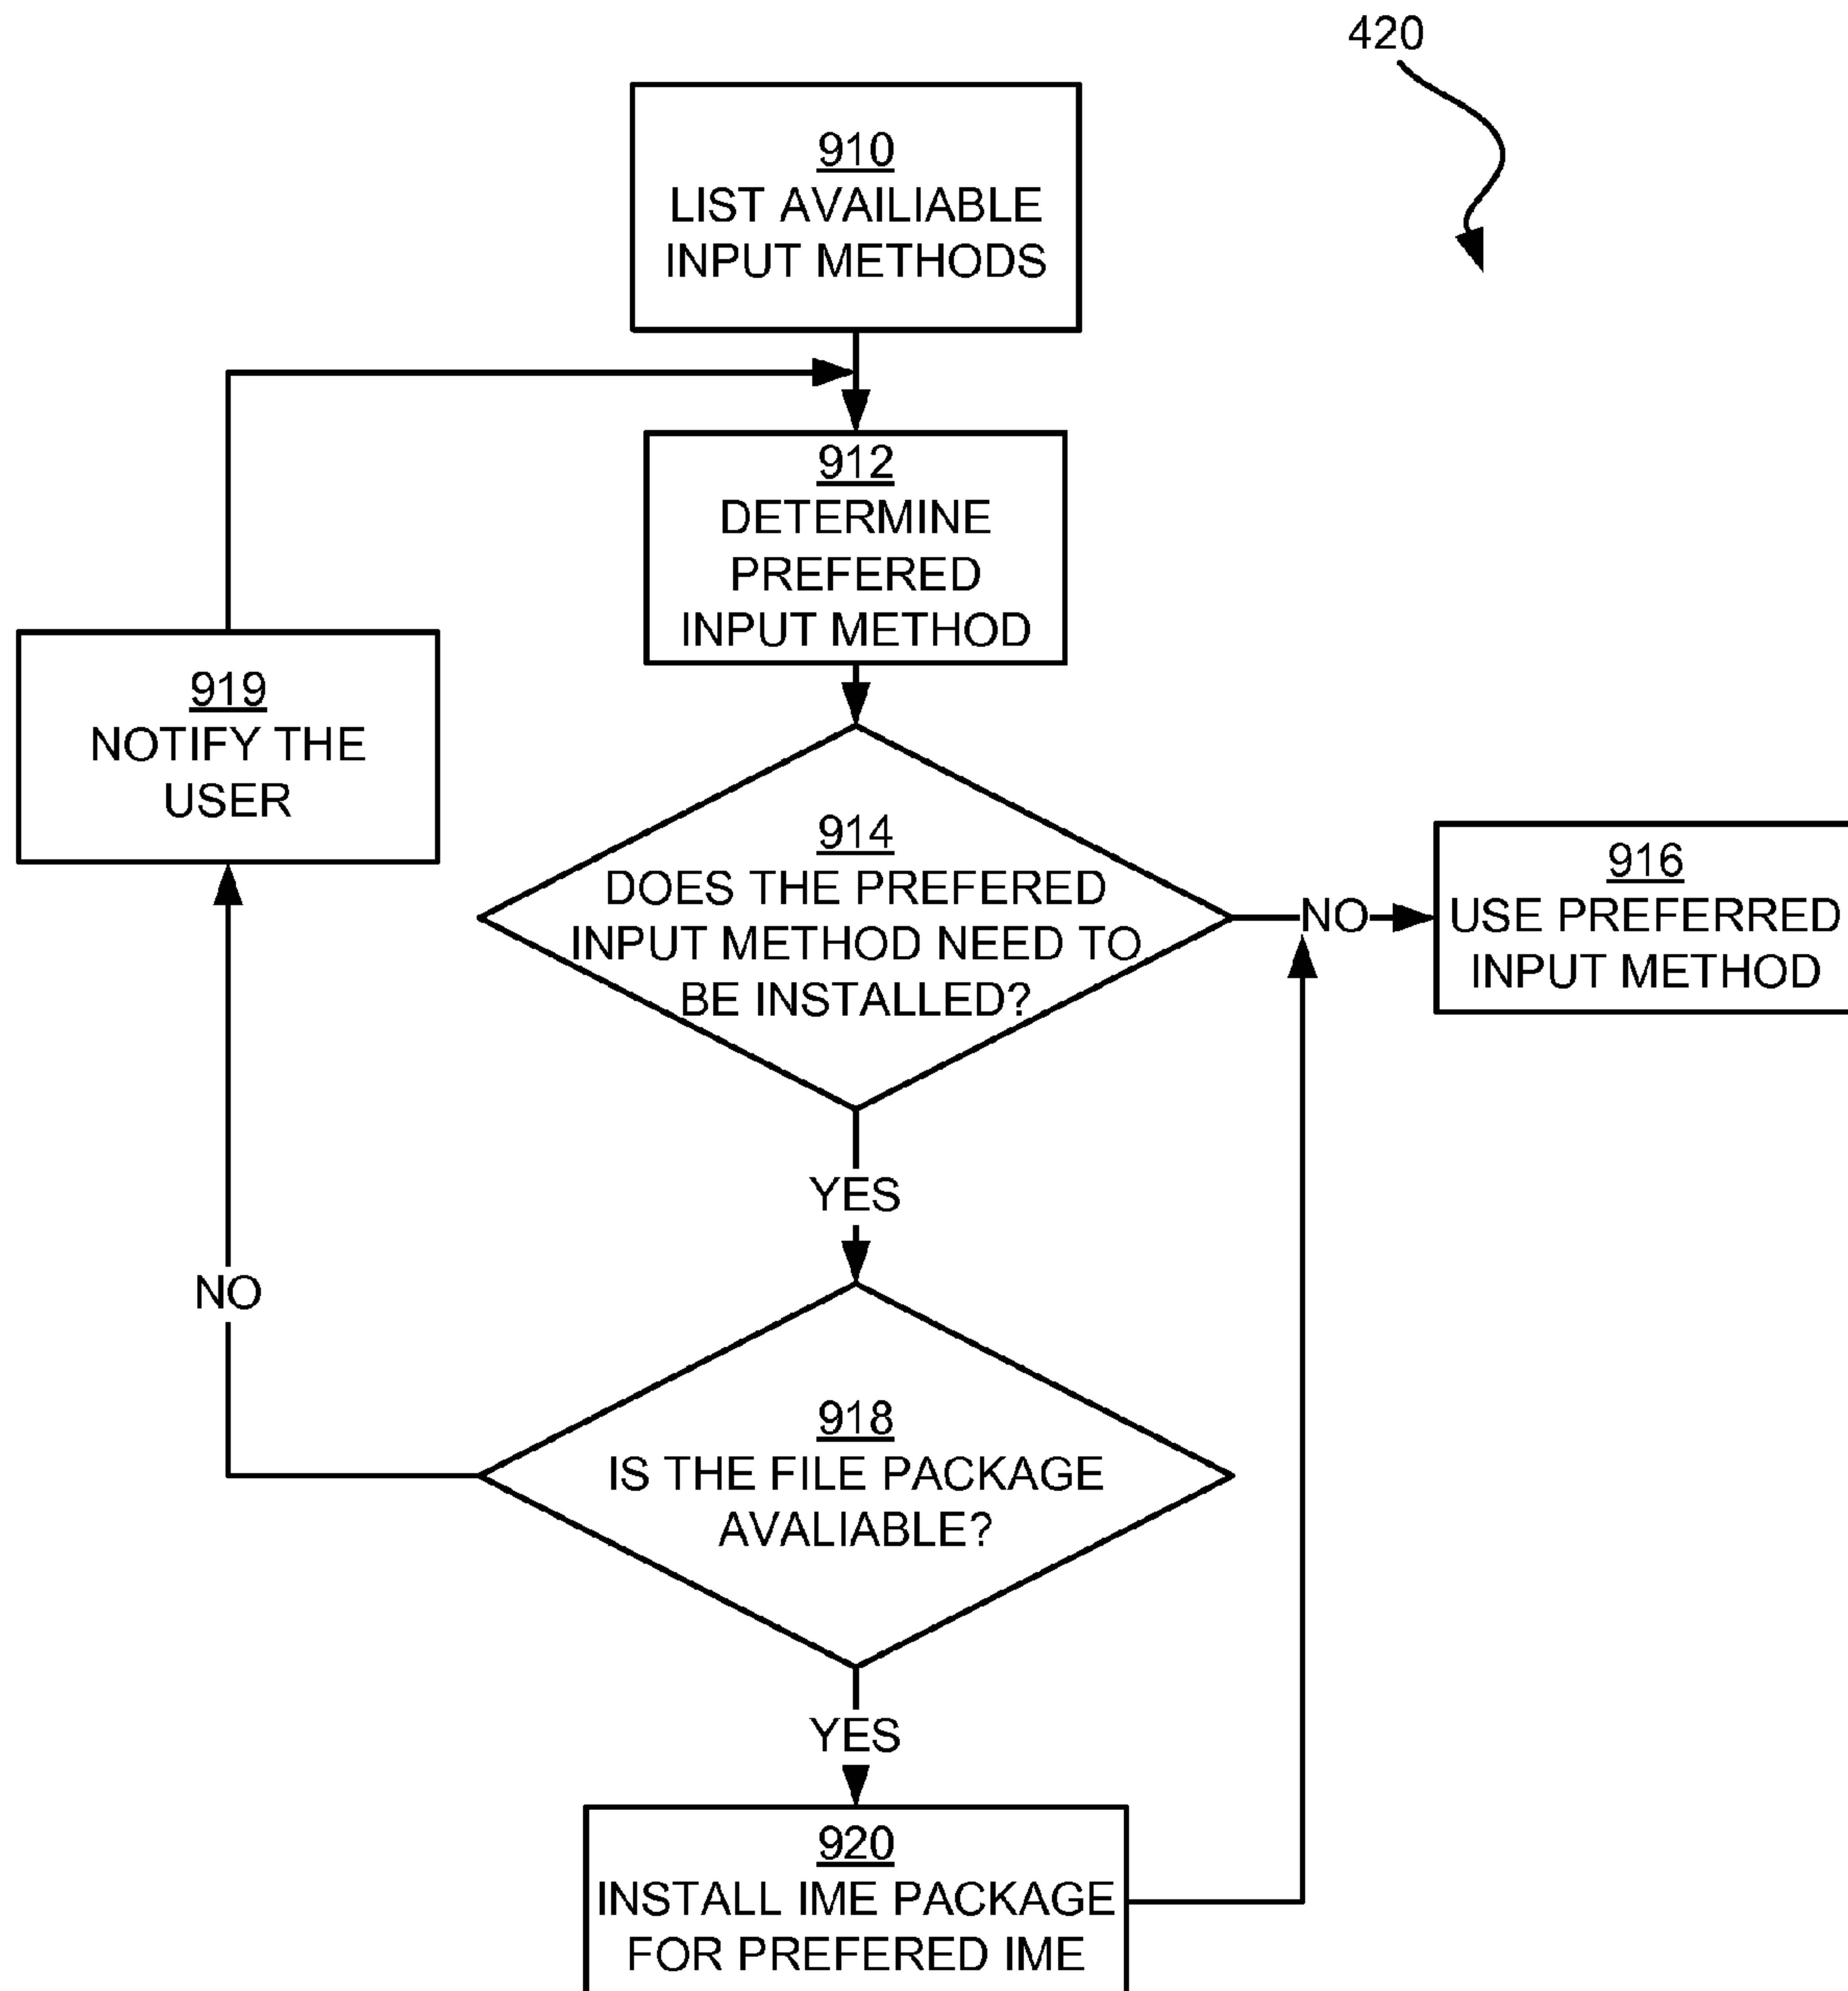 420
910
LIST AVAILIABLE
INPUT METHODS
912
DETERMINE
PREFERED
INPUT METHOD
919
NOTIFY THE
USER
914
DOES THE PREFERED
INPUT METHOD NEED TO
BE INSTALLED?
NO
916
USE PREFERRED
INPUT METHOD
YES
NO
918
IS THE FILE PACKAGE
AVALIABLE?
YES
920
INSTALL IME PACKAGE
FOR PREFERED IME